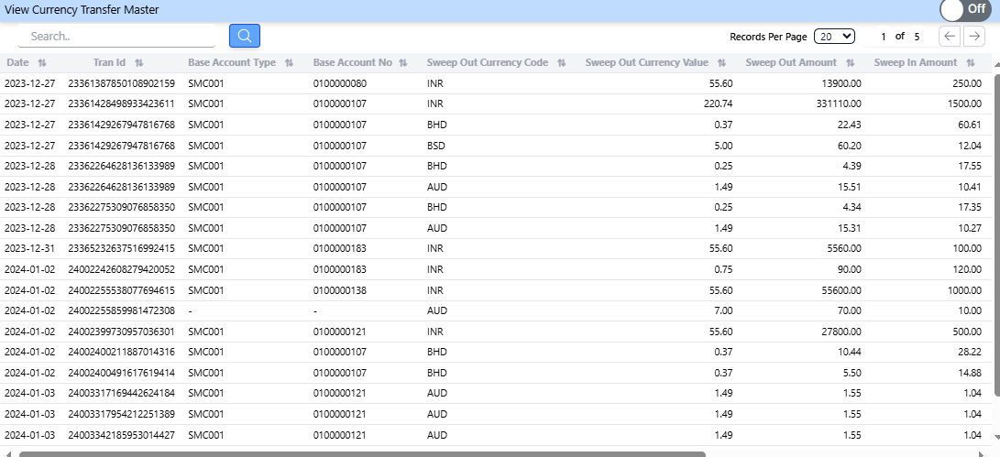 View Currency Transfer Master Off
Search.. Records Per Page 20 1 of 5
Date Tran Id Base Account Type Base Account No Sweep Out Currency Code Sweep Out Currency Value Sweep Out Amount Sweep In Amount
2023-12-27 23361387850108902159 SMC001 0100000080 INR 55.60 13900.00 250.00
2023-12-27 23361428498933423611 SMC001 0100000107 INR 220.74 331110.00 1500.00
2023-12-27 23361429267947816768 SMC001 0100000107 BHD 0.37 22.43 60.61
2023-12-27 23361429267947816768 SMC001 0100000107 BSD 5.00 60.20 12.04
2023-12-28 23362264628136133989 SMC001 0100000107 BHD 0.25 4.39 17.55
2023-12-28 23362264628136133989 SMC001 0100000107 AUD 1.49 15.51 10.41
2023-12-28 23362275309076858350 SMC001 0100000107 BHD 0.25 4.34 17.35
2023-12-28 23362275309076858350 SMC001 0100000107 AUD 1.49 15.31 10.27
2023-12-31 23365232637516992415 SMC001 0100000183 INR 55.60 5560.00 100.00
2024-01-02 24002242608279420052 SMC001 0100000183 INR 0.75 90.00 120.00
2024-01-02 24002255538077694615 SMC001 0100000138 INR 55.60 55600.00 1000.00
2024-01-02 24002255859981472308 - - AUD 7.00 70.00 10.00
2024-01-02 24002399730957036301 SMC001 0100000121 INR 55.60 27800.00 500.00
2024-01-02 24002400211887014316 SMC001 0100000107 BHD 0.37 10.44 28.22
2024-01-02 24002400491617619414 SMC001 0100000107 BHD 0.37 5.50 14.88
2024-01-03 24003317169442624184 SMC001 0100000121 AUD 1.49 1.55 1.04
2024-01-03 24003317954212251389 SMC001 0100000121 AUD 1.49 1.55 1.04
2024-01-03 24003342185953014427 SMC001 0100000121 AUD 1.49 1.55 1.04